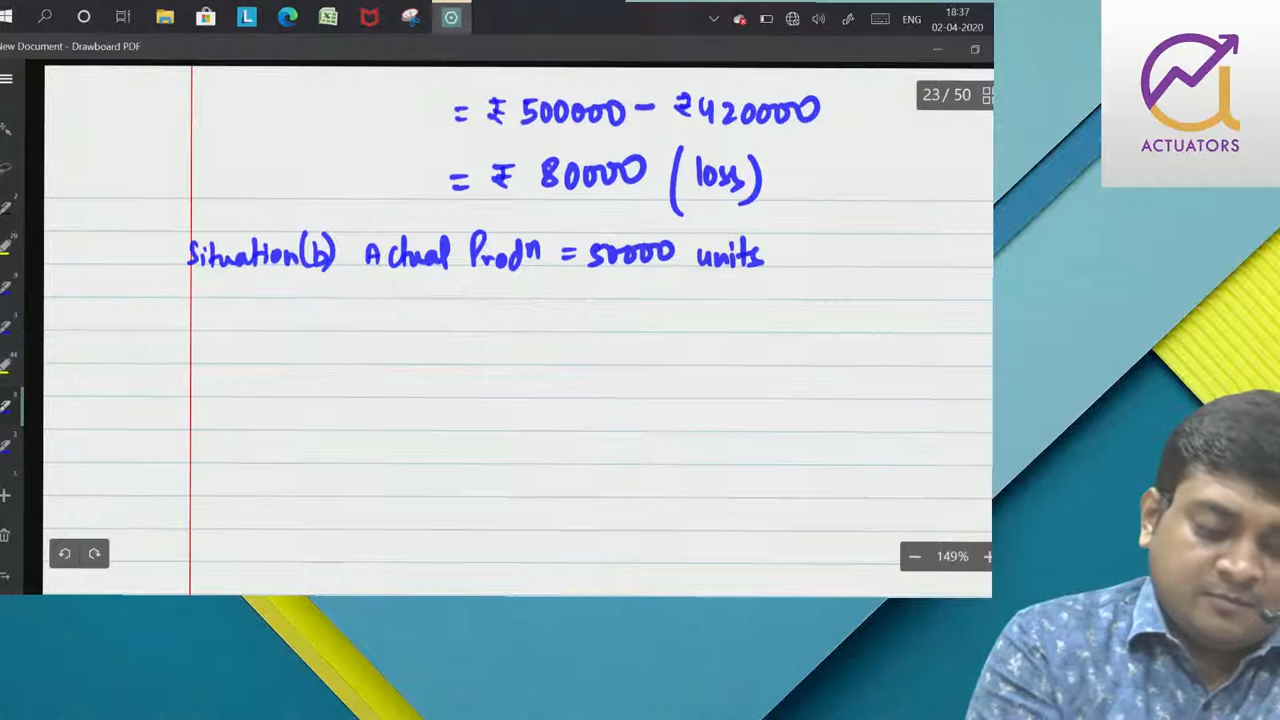 18:37
ENG
02-04-2020
New Document - Drawboard PDF
23 / 50
= ₹ 500000 - ₹ 420000
= ₹ 80000 (loss)
Situation(b) Actual Prodn = 50000 units
149%
ACTUATORS